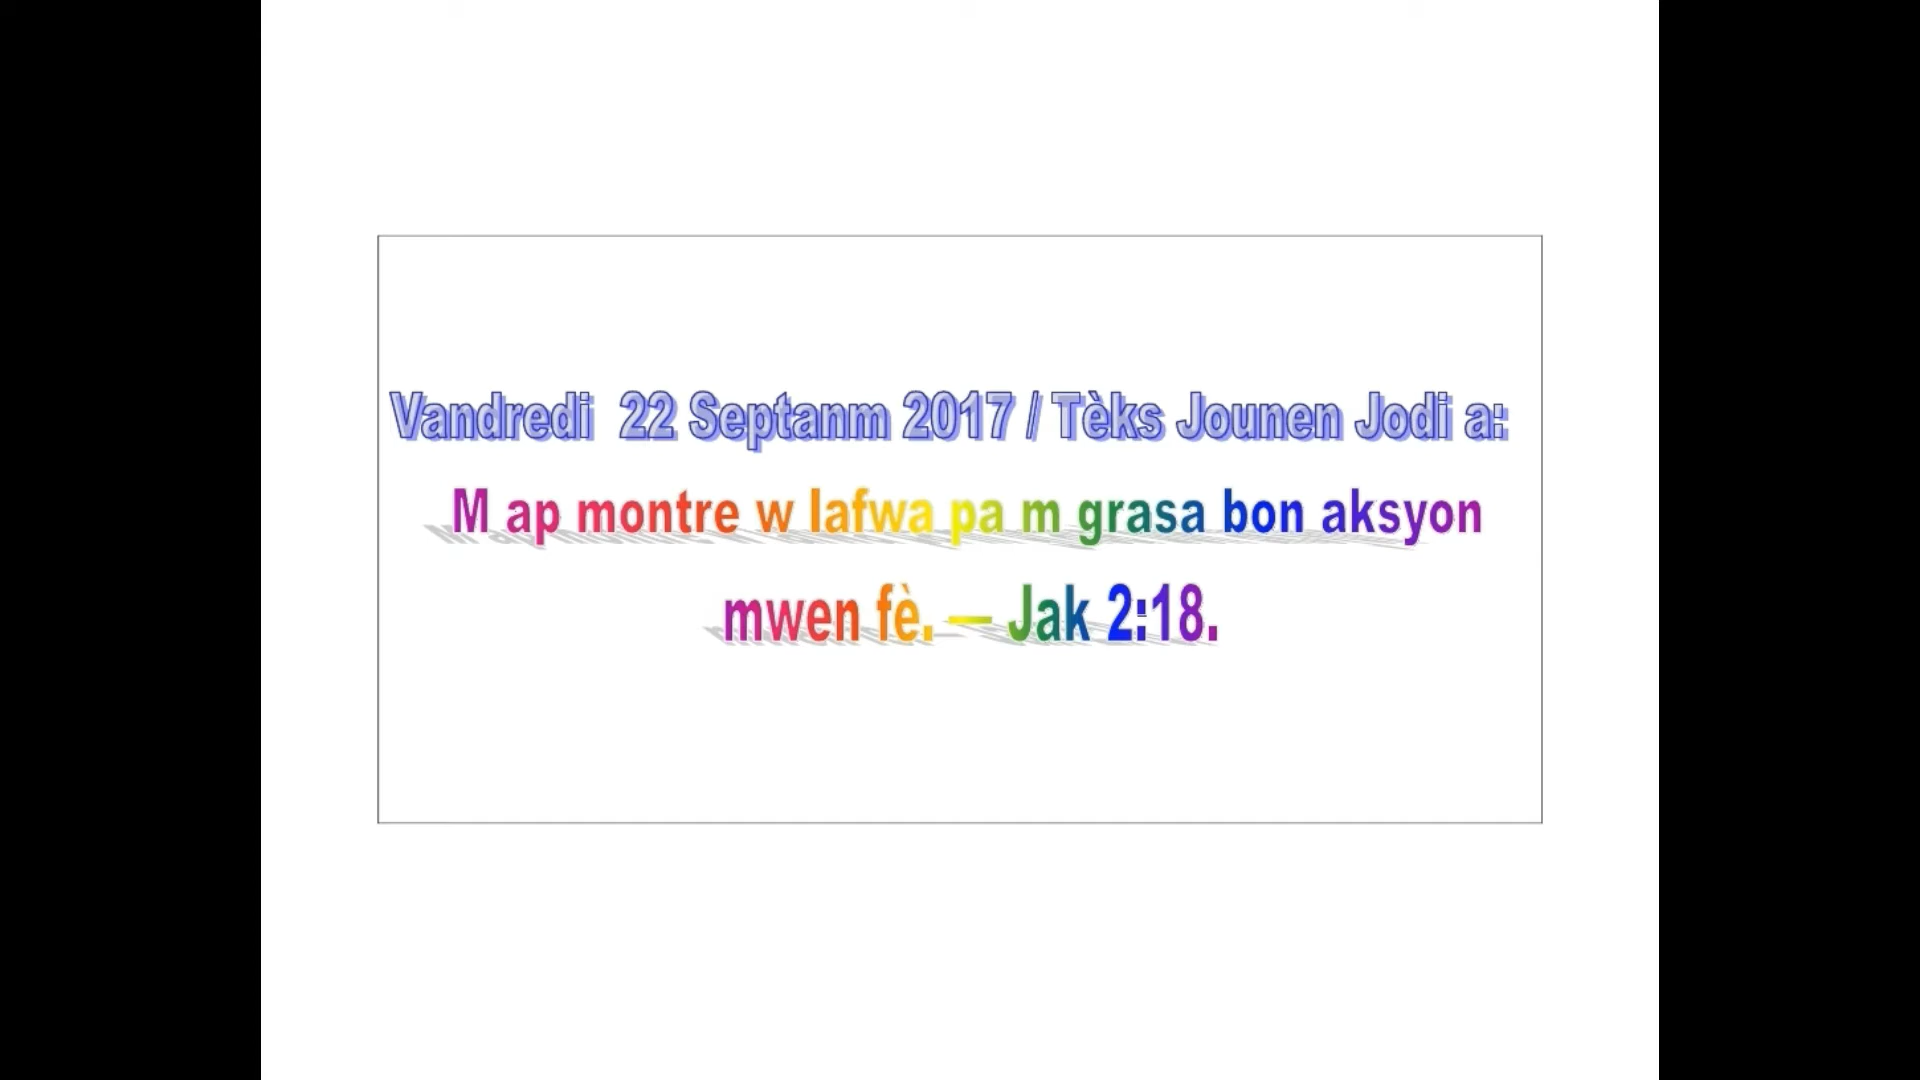 Vandredi  22 Septanm 2017 / Tèks Jounen Jodi a:
M ap montre w lafwa pa m grasa bon aksyon
mwen fè. — Jak 2:18.